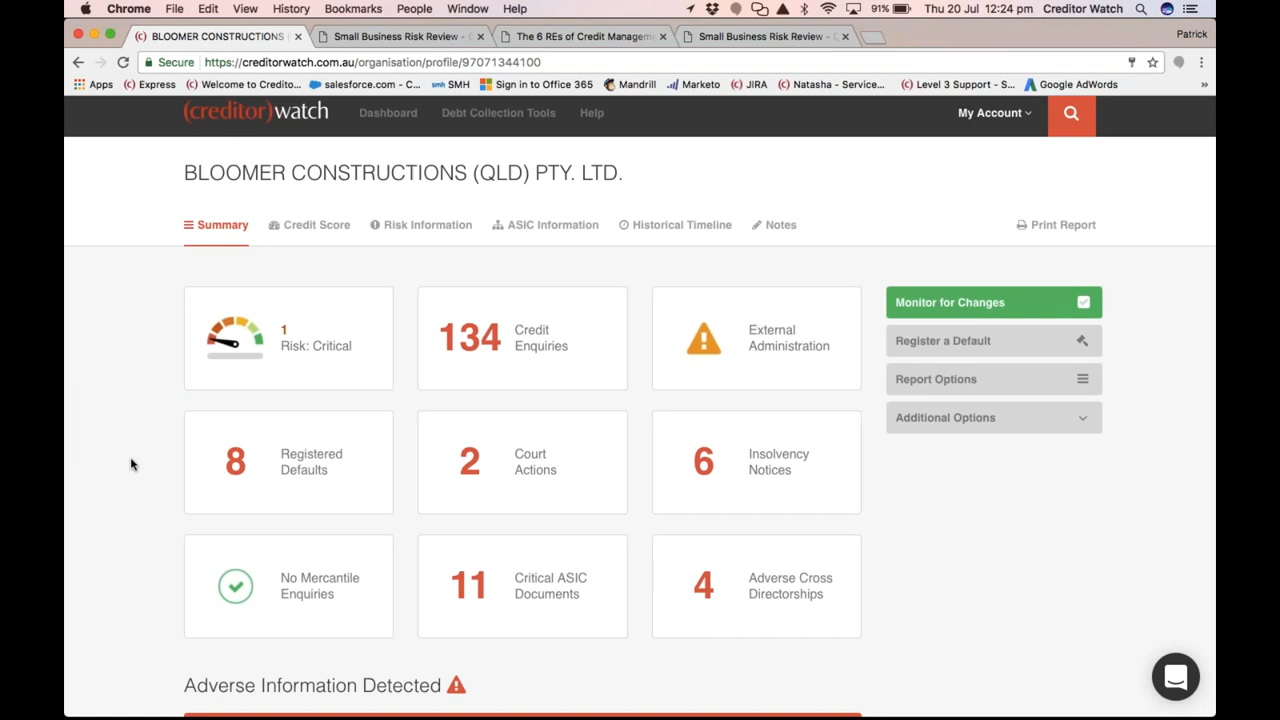 Chrome File Edit View History Bookmarks People Window Help 91% Thu 20 Jul 12:24 pm Creditor Watch
(c) BLOOMER CONSTRUCTIONS ( Small Business Risk Review - C The 6 REs of Credit Managem Small Business Risk Review - C Patrick
Secure https://creditorwatch.com.au/organisation/profile/97071344100
Apps (c) Express (c) Welcome to Credito... salesforce.com - C... smh SMH Sign in to Office 365 Mandrill Marketo (c) JIRA (c) Natasha - Service... (c) Level 3 Support - S... Google AdWords »
(creditor)watch Dashboard Debt Collection Tools Help My Account
BLOOMER CONSTRUCTIONS (QLD) PTY. LTD.
Summary Credit Score Risk Information ASIC Information Historical Timeline Notes Print Report
1
Risk: Critical
134
Credit
Enquiries
External
Administration
8
Registered
Defaults
2
Court
Actions
6
Insolvency
Notices
No Mercantile
Enquiries
11
Critical ASIC
Documents
4
Adverse Cross
Directorships
Monitor for Changes
Register a Default
Report Options
Additional Options
Adverse Information Detected